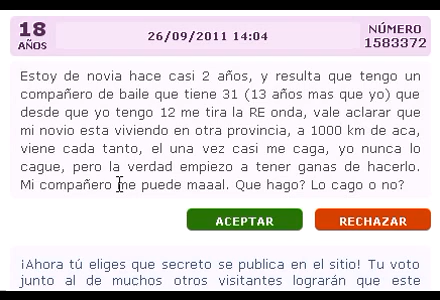 18
AÑOS
26/09/2011 14:04
NÚMERO
1583372
Estoy de novia hace casi 2 años, y resulta que tengo un
compañero de baile que tiene 31 (13 años mas que yo) que
desde que yo tengo 12 me tira la RE onda, vale aclarar que
mi novio esta viviendo en otra provincia, a 1000 km de aca,
viene cada tanto, el una vez casi me caga, yo nunca lo
cague, pero la verdad empiezo a tener ganas de hacerlo.
Mi compañero me puede maaal. Que hago? Lo cago o no?
ACEPTAR
RECHAZAR
¡Ahora tú eliges que secreto se publica en el sitio! Tu voto
junto al de muchos otros visitantes lograrán que este